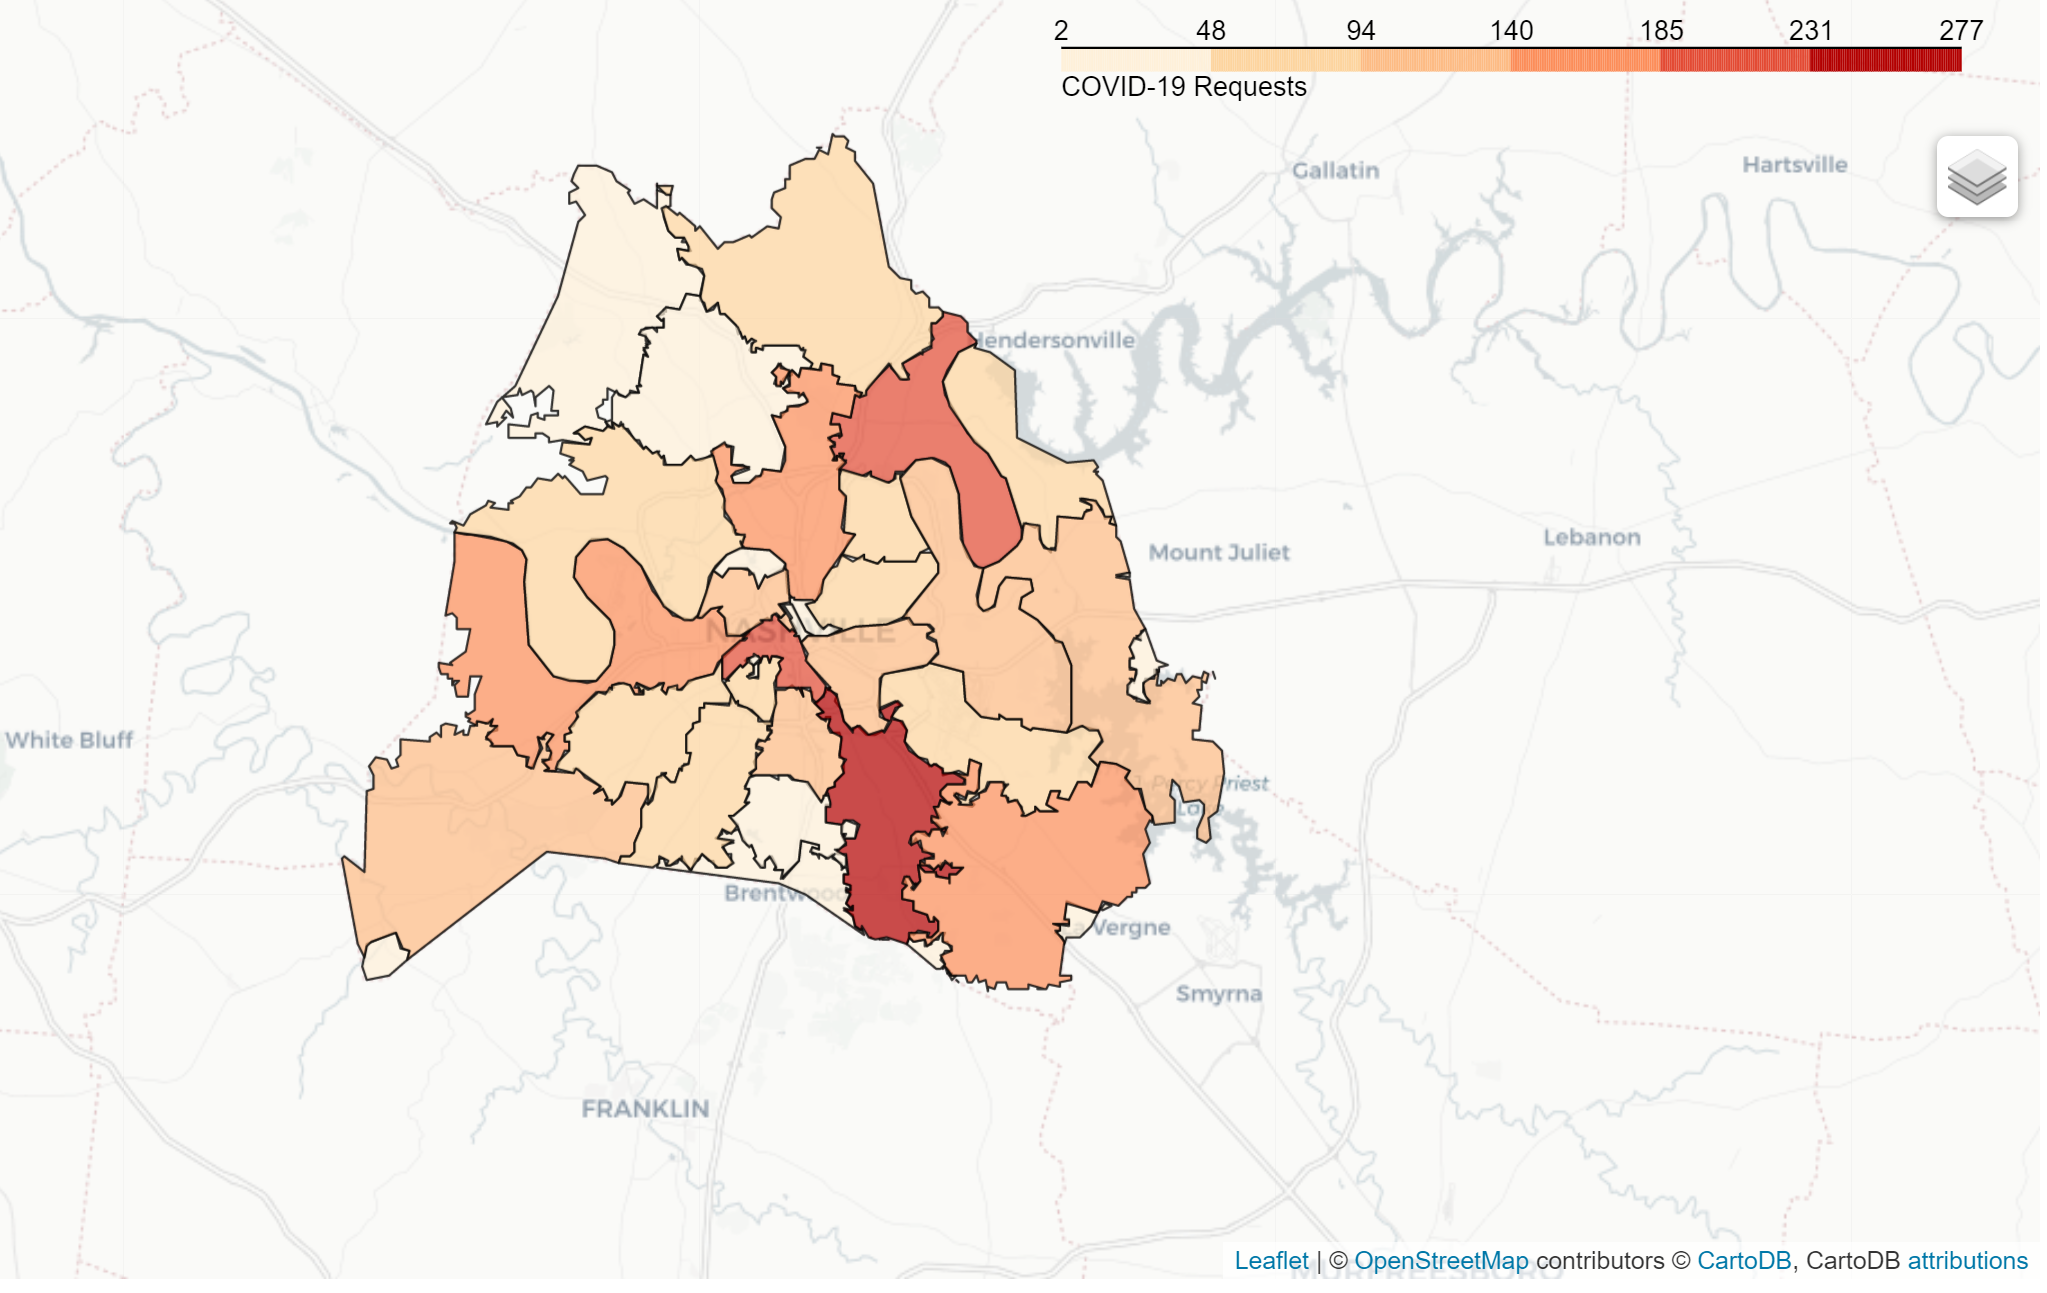 2 48 94 140 185 231 277
COVID-19 Requests
Gallatin
Hartsville
Hendersonville
Lebanon
Mount Juliet
NASHVILLE
White Bluff
J. Percy Priest
Lake
Brentwood
La Vergne
Smyrna
FRANKLIN
Leaflet | © OpenStreetMap contributors © CartoDB, CartoDB attributions
MURFREESBORO